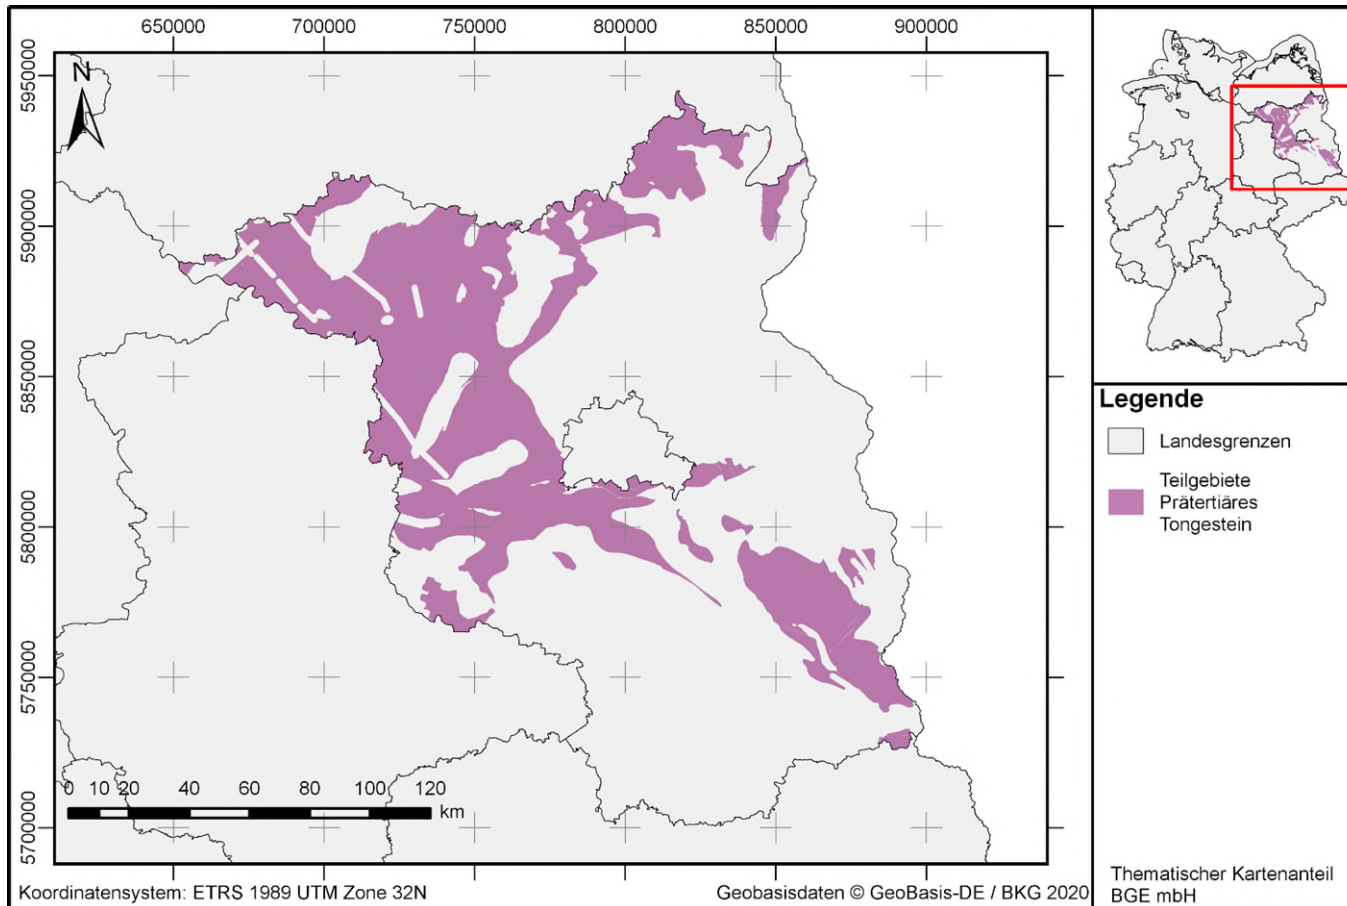 650000 700000 750000 800000 850000 900000
5950000
5900000
5850000
5800000
5750000
5700000
N
0 10 20 40 60 80 100 120
km
Koordinatensystem: ETRS 1989 UTM Zone 32N
Geobasisdaten © GeoBasis-DE / BKG 2020
Legende
Landesgrenzen
Teilgebiete
Prätertiäres
Tongestein
Thematischer Kartenanteil
BGE mbH